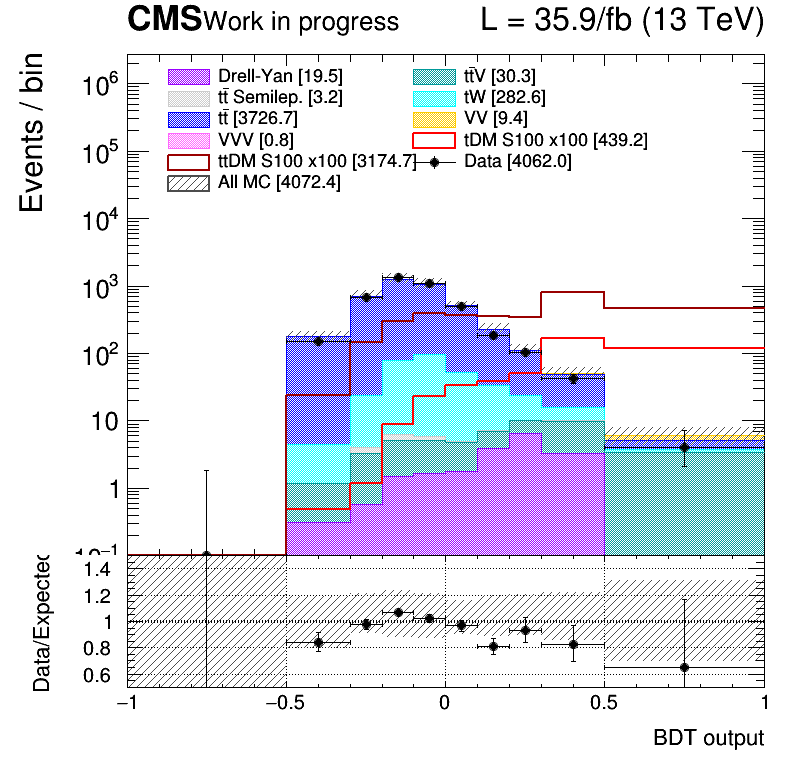 CMS Work in progress L = 35.9/fb (13 TeV)
Events / bin
Drell-Yan [19.5] tt̄V [30.3]
tt̄ Semilep. [3.2] tW [282.6]
tt̄ [3726.7] VV [9.4]
VVV [0.8] tDM S100 x100 [439.2]
ttDM S100 x100 [3174.7] Data [4062.0]
All MC [4072.4]
10⁶
10⁵
10⁴
10³
10²
10
1
10⁻¹
Data/Expected
1.4
1.2
1
0.8
0.6
−1 −0.5 0 0.5 1
BDT output